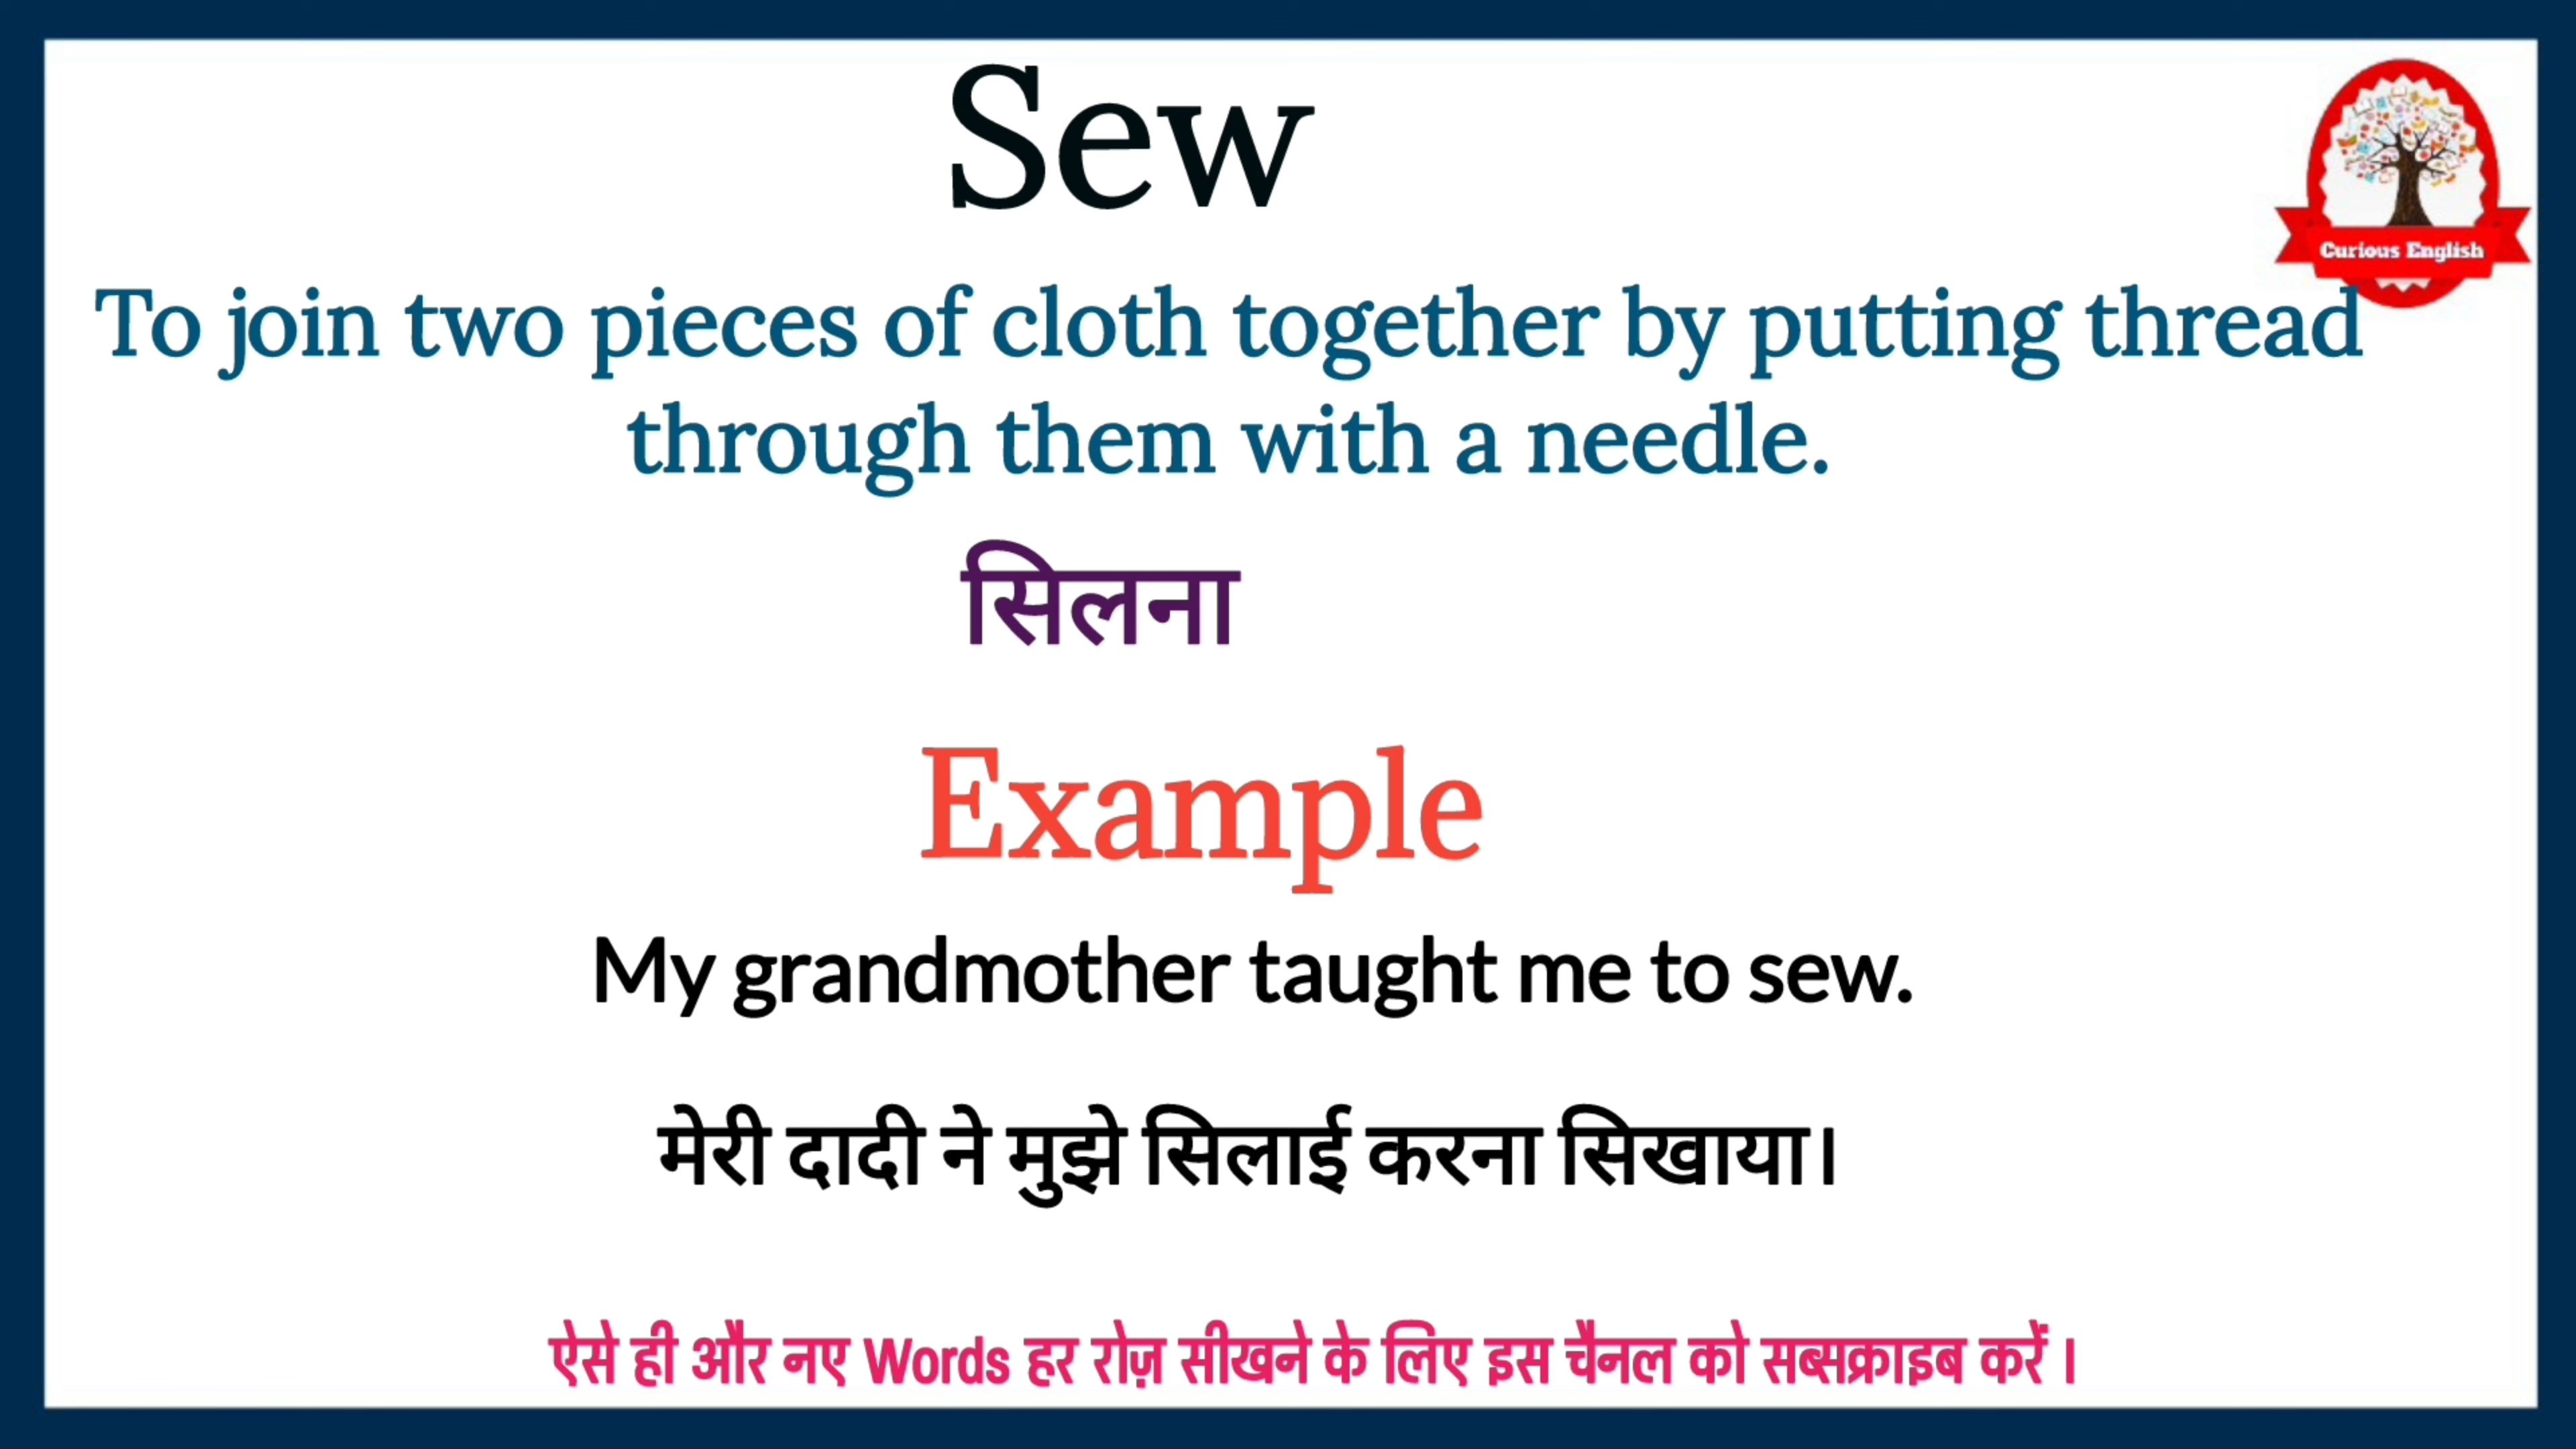 Sew
Curious English
To join two pieces of cloth together by putting thread
through them with a needle.
सिलना
Example
My grandmother taught me to sew.
मेरी दादी ने मुझे सिलाई करना सिखाया।
ऐसे ही और नए Words हर रोज़ सीखने के लिए इस चैनल को सब्सक्राइब करें ।